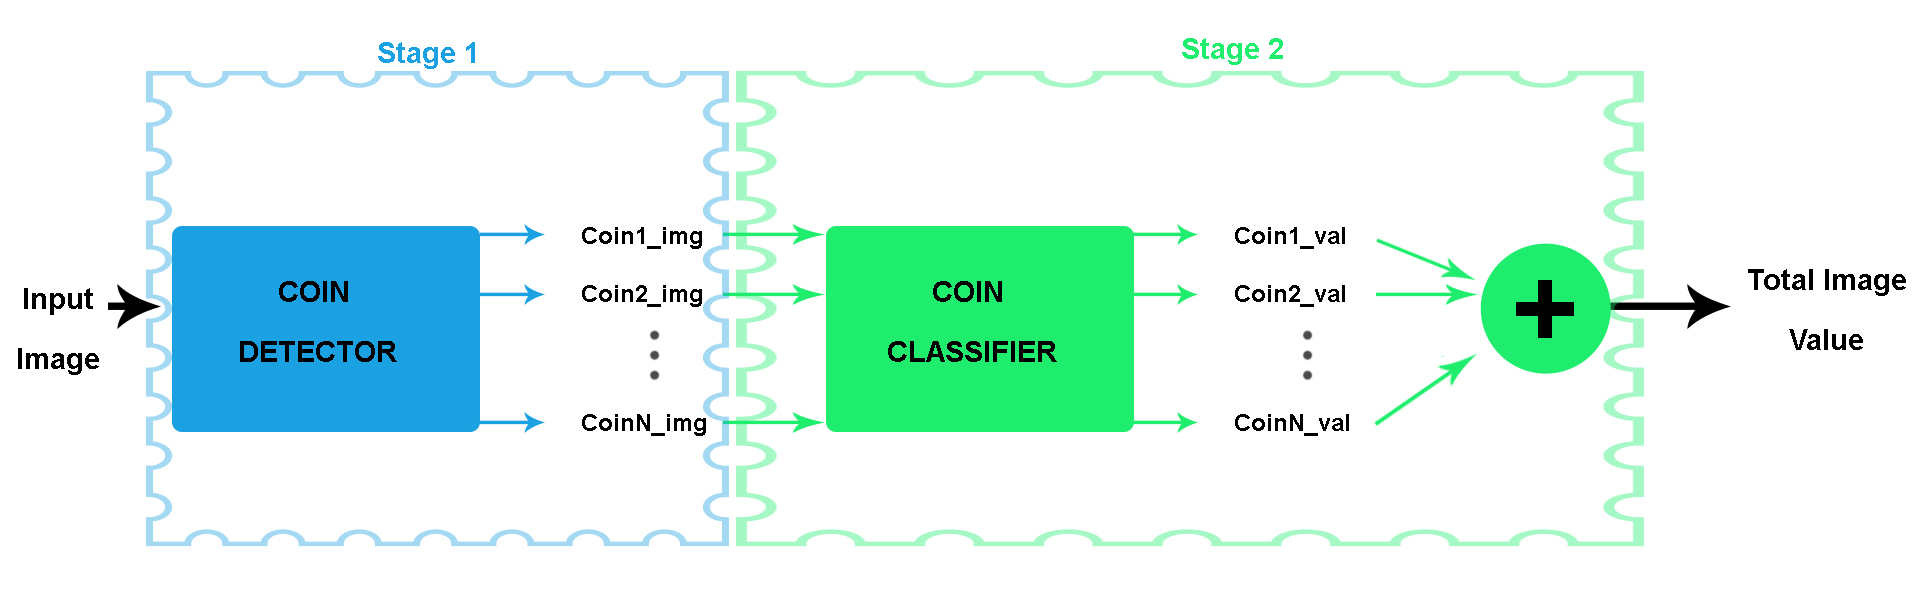 Stage 1
Stage 2
Input
Image
COIN
DETECTOR
Coin1_img
Coin2_img
CoinN_img
COIN
CLASSIFIER
Coin1_val
Coin2_val
CoinN_val
+
Total Image
Value